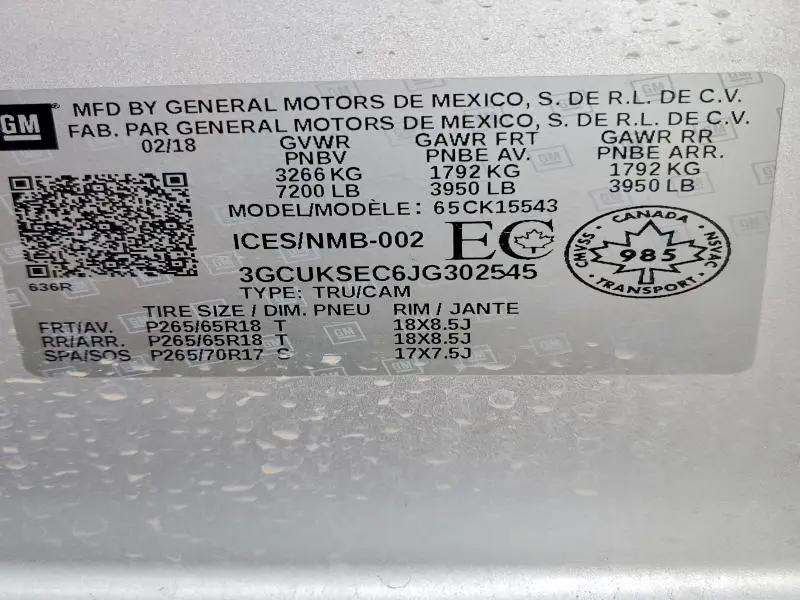 GM
MFD BY GENERAL MOTORS DE MEXICO, S. DE R.L. DE C.V.
FAB. PAR GENERAL MOTORS DE MEXICO, S. DE R.L. DE C.V.
02/18 GVWR GAWR FRT GAWR RR
PNBV PNBE AV. PNBE ARR.
3266 KG 1792 KG 1792 KG
7200 LB 3950 LB 3950 LB
MODEL/MODÈLE: 65CK15543
ICES/NMB-002 EC
CANADA
CMVSS 985 NSVAC
TRANSPORT
3GCUKSEC6JG302545
636R
TYPE: TRU/CAM
TIRE SIZE / DIM. PNEU RIM / JANTE
FRT/AV. P265/65R18 T 18X8.5J
RR/ARR. P265/65R18 T 18X8.5J
SPA/SOS P265/70R17 S 17X7.5J